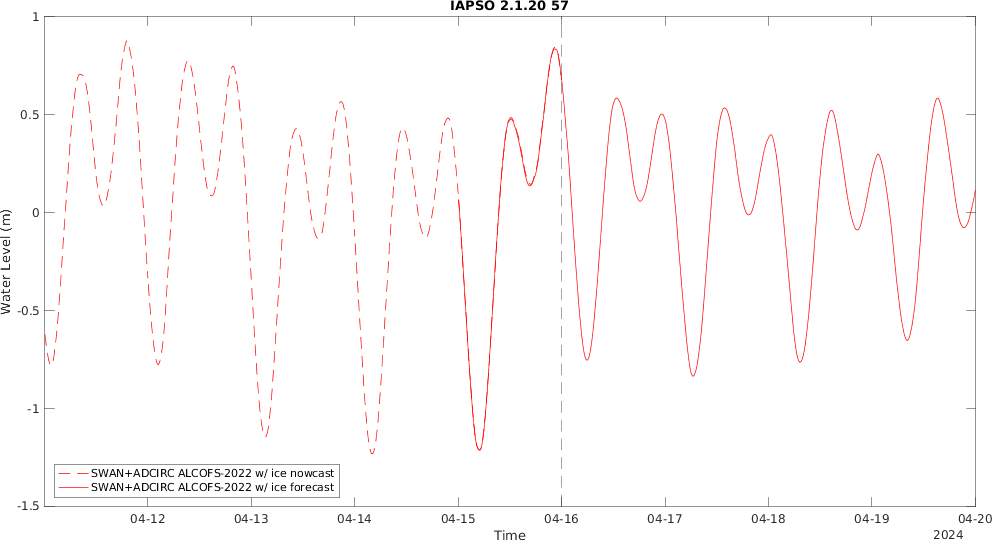 IAPSO 2.1.20 57
1
0.5
0
-0.5
-1
-1.5
Water Level (m)
SWAN+ADCIRC ALCOFS-2022 w/ ice nowcast
SWAN+ADCIRC ALCOFS-2022 w/ ice forecast
04-12 04-13 04-14 04-15 04-16 04-17 04-18 04-19 04-20
Time
2024